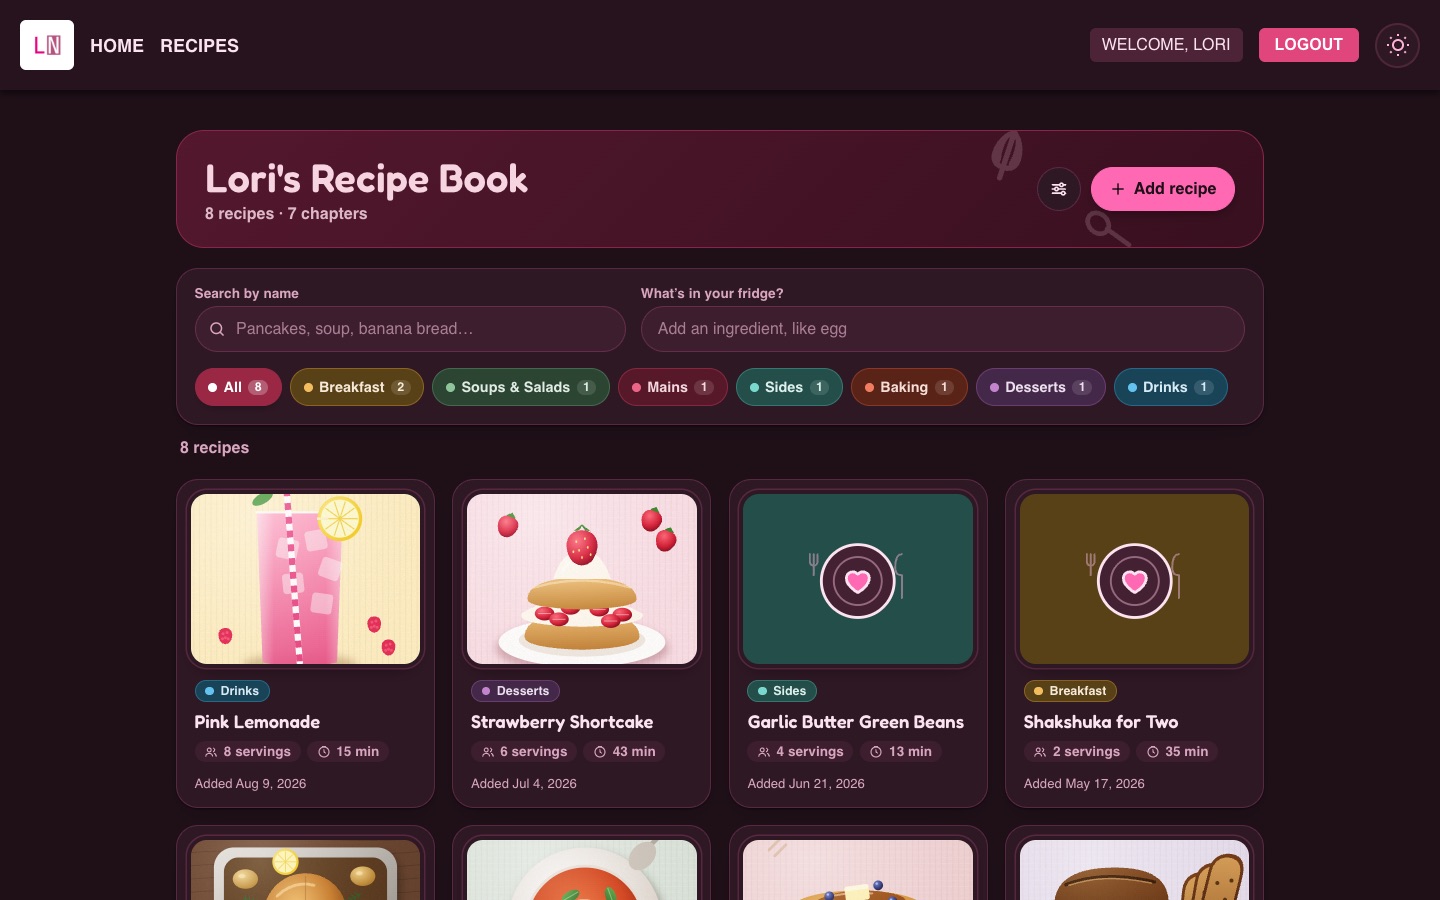 LN
HOME
RECIPES
WELCOME, LORI
LOGOUT
Lori's Recipe Book
8 recipes · 7 chapters
Add recipe
Search by name
Pancakes, soup, banana bread…
What's in your fridge?
Add an ingredient, like egg
All 8
Breakfast 2
Soups & Salads 1
Mains 1
Sides 1
Baking 1
Desserts 1
Drinks 1
8 recipes
Drinks
Pink Lemonade
8 servings
15 min
Added Aug 9, 2026
Desserts
Strawberry Shortcake
6 servings
43 min
Added Jul 4, 2026
Sides
Garlic Butter Green Beans
4 servings
13 min
Added Jun 21, 2026
Breakfast
Shakshuka for Two
2 servings
35 min
Added May 17, 2026